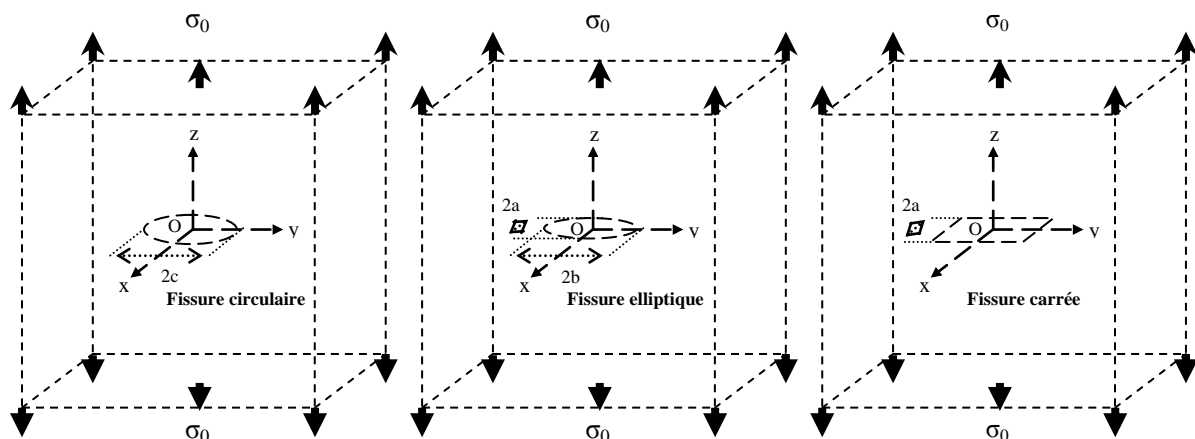 σ0 σ0 σ0
z z z
2a 2a
O O O
y y y
x x x
2c 2b
Fissure circulaire Fissure elliptique Fissure carrée
σ0 σ0 σ0